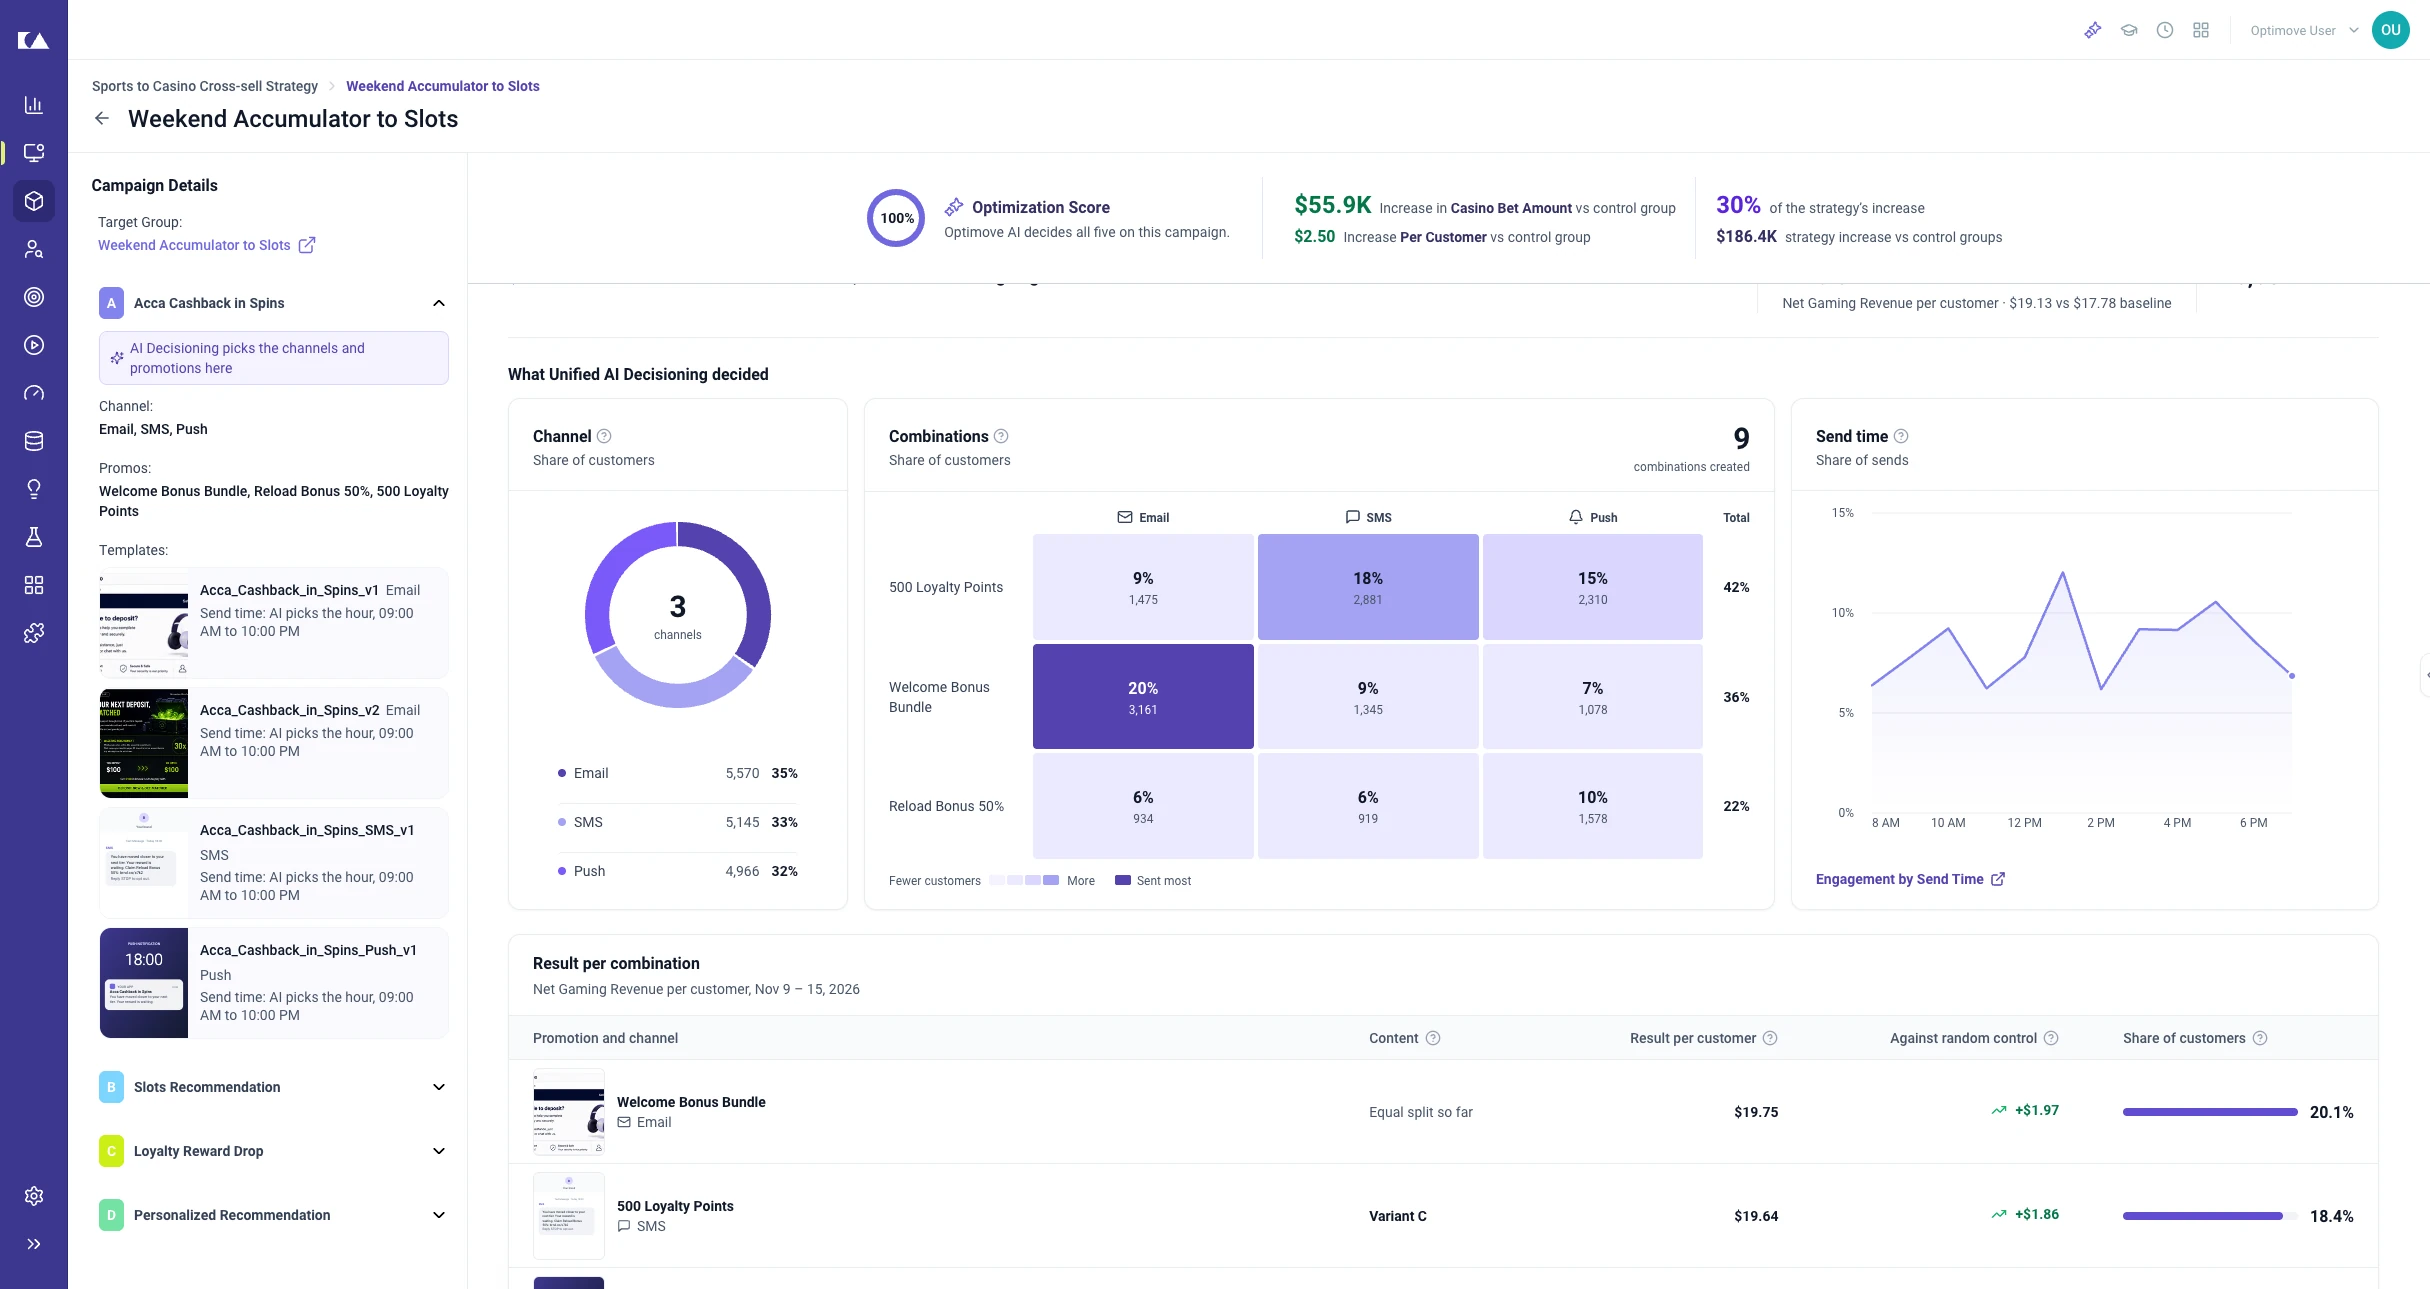 Optimove User
OU
Sports to Casino Cross-sell Strategy
Weekend Accumulator to Slots
Weekend Accumulator to Slots
Campaign Details
Target Group:
Weekend Accumulator to Slots
A
Acca Cashback in Spins
AI Decisioning picks the channels and
promotions here
Channel:
Email, SMS, Push
Promos:
Welcome Bonus Bundle, Reload Bonus 50%, 500 Loyalty
Points
Templates:
Acca_Cashback_in_Spins_v1 Email
Send time: AI picks the hour, 09:00
AM to 10:00 PM
Acca_Cashback_in_Spins_v2 Email
Send time: AI picks the hour, 09:00
AM to 10:00 PM
Acca_Cashback_in_Spins_SMS_v1
SMS
Send time: AI picks the hour, 09:00
AM to 10:00 PM
18:00
Acca_Cashback_in_Spins_Push_v1
Push
Send time: AI picks the hour, 09:00
AM to 10:00 PM
B
Slots Recommendation
C
Loyalty Reward Drop
D
Personalized Recommendation
100%
Optimization Score
Optimove AI decides all five on this campaign.
$55.9K Increase in Casino Bet Amount vs control group
$2.50 Increase Per Customer vs control group
30% of the strategy's increase
$186.4K strategy increase vs control groups
Net Gaming Revenue per customer · $19.13 vs $17.78 baseline
What Unified AI Decisioning decided
Channel
Share of customers
3
channels
Email 5,570 35%
SMS 5,145 33%
Push 4,966 32%
Combinations
Share of customers
9
combinations created
Email SMS Push Total
500 Loyalty Points 9% 18% 15% 42%
1,475 2,881 2,310
Welcome Bonus
Bundle
20% 9% 7% 36%
3,161 1,345 1,078
Reload Bonus 50% 6% 6% 10% 22%
934 919 1,578
Fewer customers More Sent most
Send time
Share of sends
15%
10%
5%
0%
8 AM 10 AM 12 PM 2 PM 4 PM 6 PM
Engagement by Send Time
Result per combination
Net Gaming Revenue per customer, Nov 9 – 15, 2026
Promotion and channel Content Result per customer Against random control Share of customers
Welcome Bonus Bundle
Email
Equal split so far $19.75 +$1.97 20.1%
500 Loyalty Points
SMS
Variant C $19.64 +$1.86 18.4%